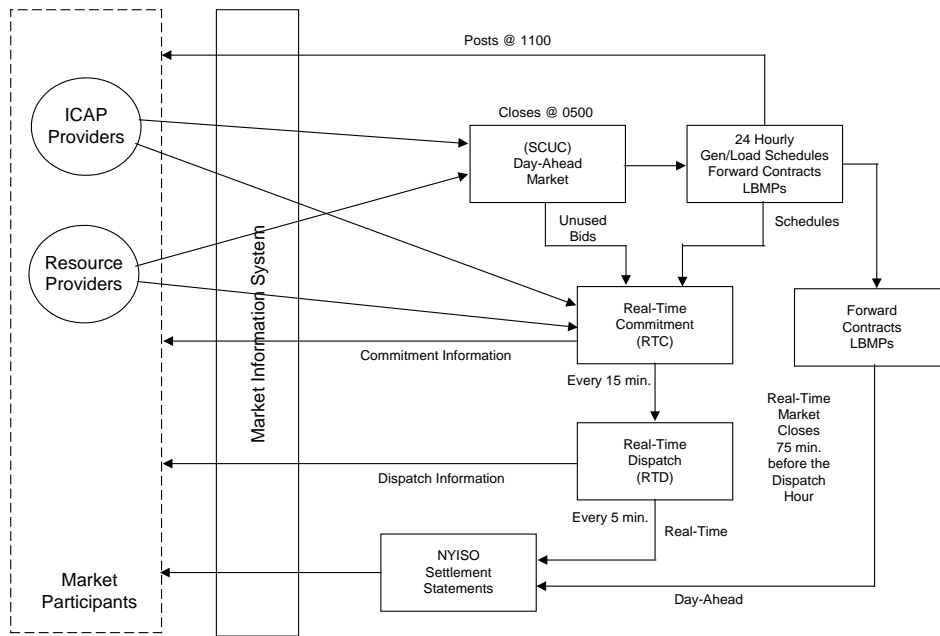 Posts @ 1100
ICAP
Providers
Closes @ 0500
(SCUC)
Day-Ahead
Market
24 Hourly
Gen/Load Schedules
Forward Contracts
LBMPs
Unused
Bids
Schedules
Resource
Providers
Market Information System
Real-Time
Commitment
(RTC)
Forward
Contracts
LBMPs
Commitment Information
Every 15 min.
Real-Time
Market
Closes
75 min.
before the
Dispatch
Hour
Real-Time
Dispatch
(RTD)
Dispatch Information
Every 5 min.
Real-Time
NYISO
Settlement
Statements
Market
Participants
Day-Ahead